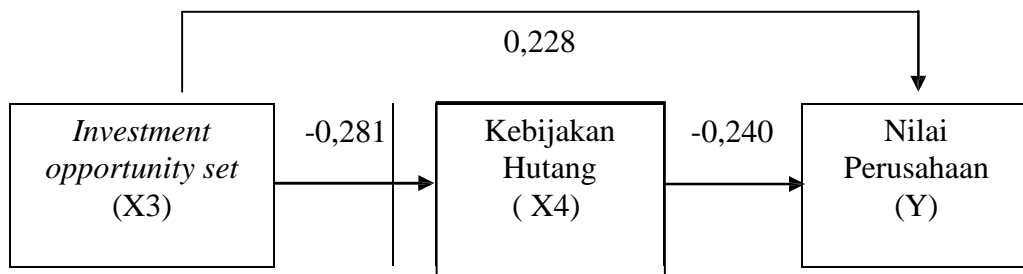 0,228
Investment
opportunity set
(X3)
-0,281
Kebijakan
Hutang
( X4)
-0,240
Nilai
Perusahaan
(Y)